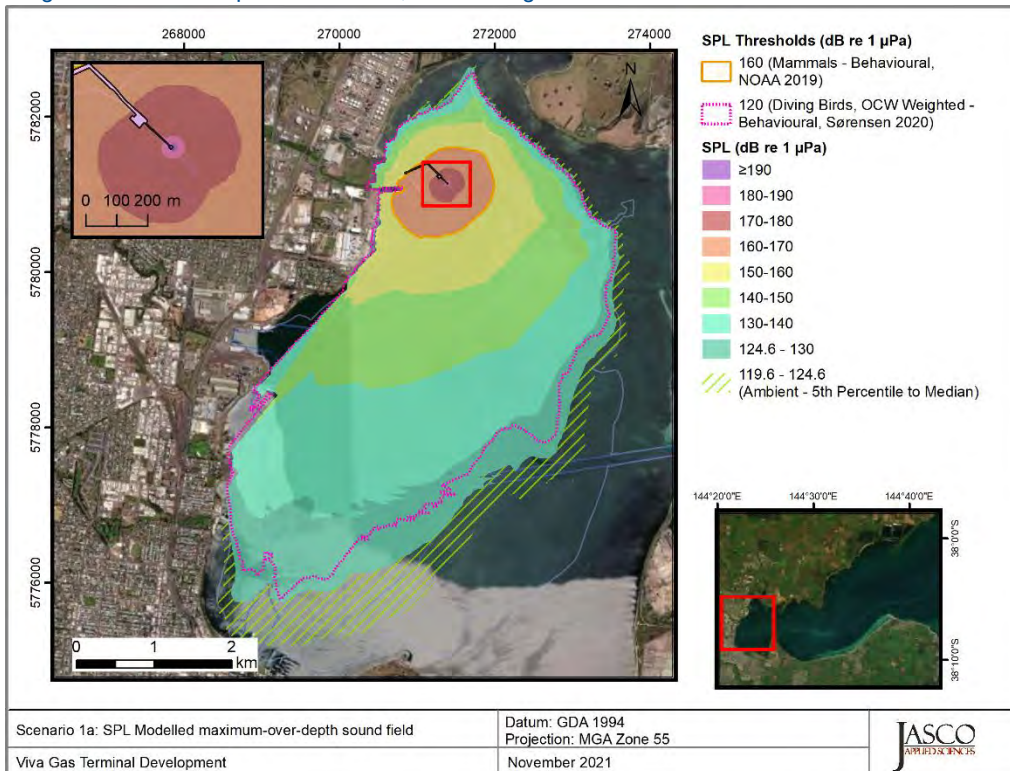 268000
270000
272000
274000
5782000
5780000
5778000
5776000
0 100 200 m
N
0 1 2
km
SPL Thresholds (dB re 1 µPa)
160 (Mammals - Behavioural,
NOAA 2019)
120 (Diving Birds, OCW Weighted -
Behavioural, Sørensen 2020)
SPL (dB re 1 µPa)
≥190
180-190
170-180
160-170
150-160
140-150
130-140
124.6 - 130
119.6 - 124.6
(Ambient - 5th Percentile to Median)
144°20'0"E
144°30'0"E
144°40'0"E
38°0'0"S
38°10'0"S
Scenario 1a: SPL Modelled maximum-over-depth sound field
Datum: GDA 1994
Projection: MGA Zone 55
Viva Gas Terminal Development
November 2021
JASCO
APPLIED SCIENCES